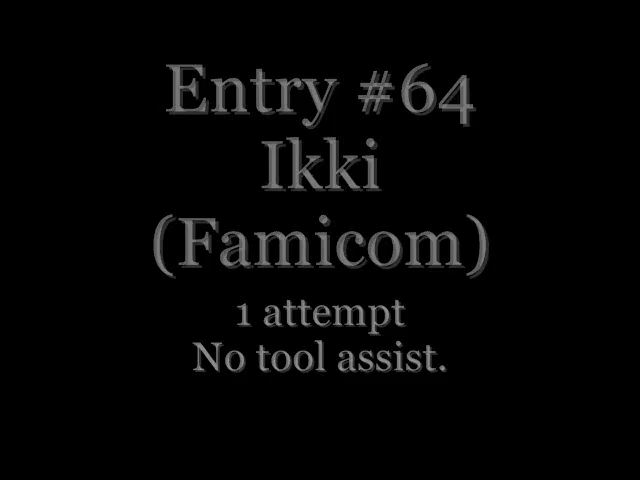 Entry #64
Ikki
(Famicom)
1 attempt
No tool assist.